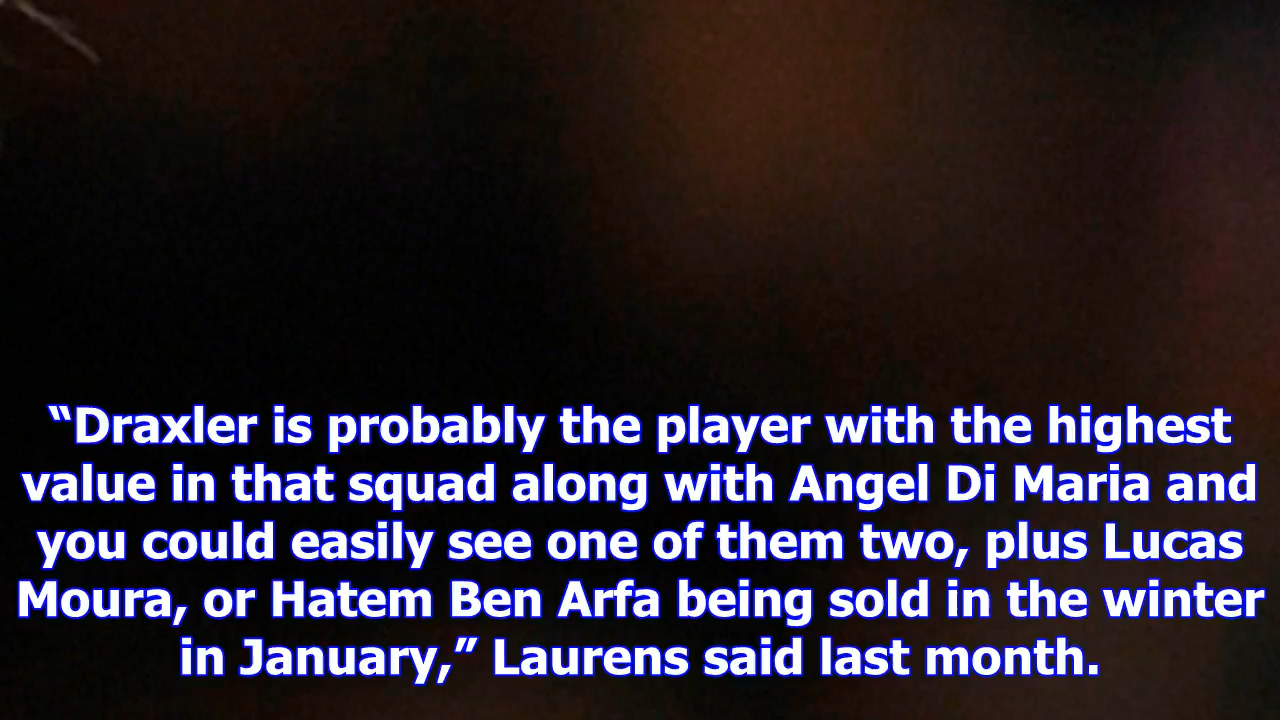 “Draxler is probably the player with the highest
value in that squad along with Angel Di Maria and
you could easily see one of them two, plus Lucas
Moura, or Hatem Ben Arfa being sold in the winter
in January,” Laurens said last month.